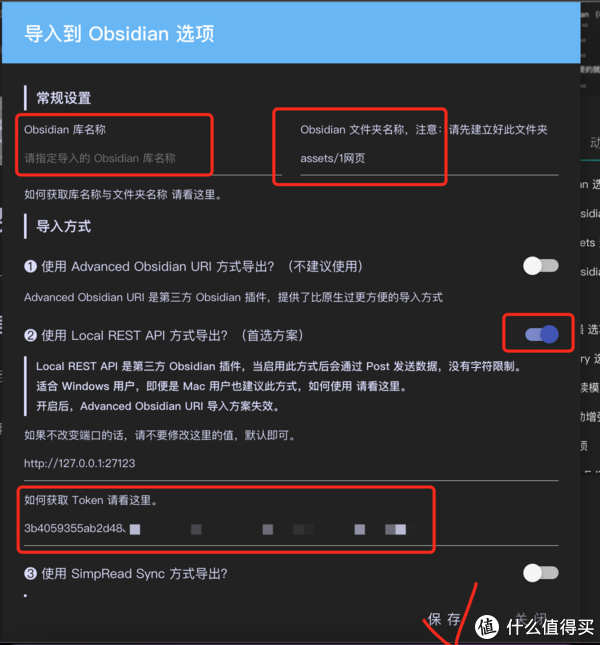 导入到 Obsidian 选项
常规设置
Obsidian 库名称
Obsidian 文件夹名称，注意：请先建立好此文件夹
请指定导入的 Obsidian 库名称
assets/1网页
如何获取库名称与文件夹名称 请看这里。
导入方式
❶ 使用 Advanced Obsidian URI 方式导出？（不建议使用）
Advanced Obsidian URI 是第三方 Obsidian 插件，提供了比原生过更方便的导入方式
❷ 使用 Local REST API 方式导出？（首选方案）
Local REST API 是第三方 Obsidian 插件，当启用此方式后会通过 Post 发送数据，没有字符限制。
适合 Windows 用户，即便是 Mac 用户也建议此方式，如何使用 请看这里。
开启后，Advanced Obsidian URI 导入方案失效。
如果不改变端口的话，请不要修改这里的值，默认即可。
http://127.0.0.1:27123
如何获取 Token 请看这里。
3b4059355ab2d48
❸ 使用 SimpRead Sync 方式导出?
保存
关闭
值 什么值得买